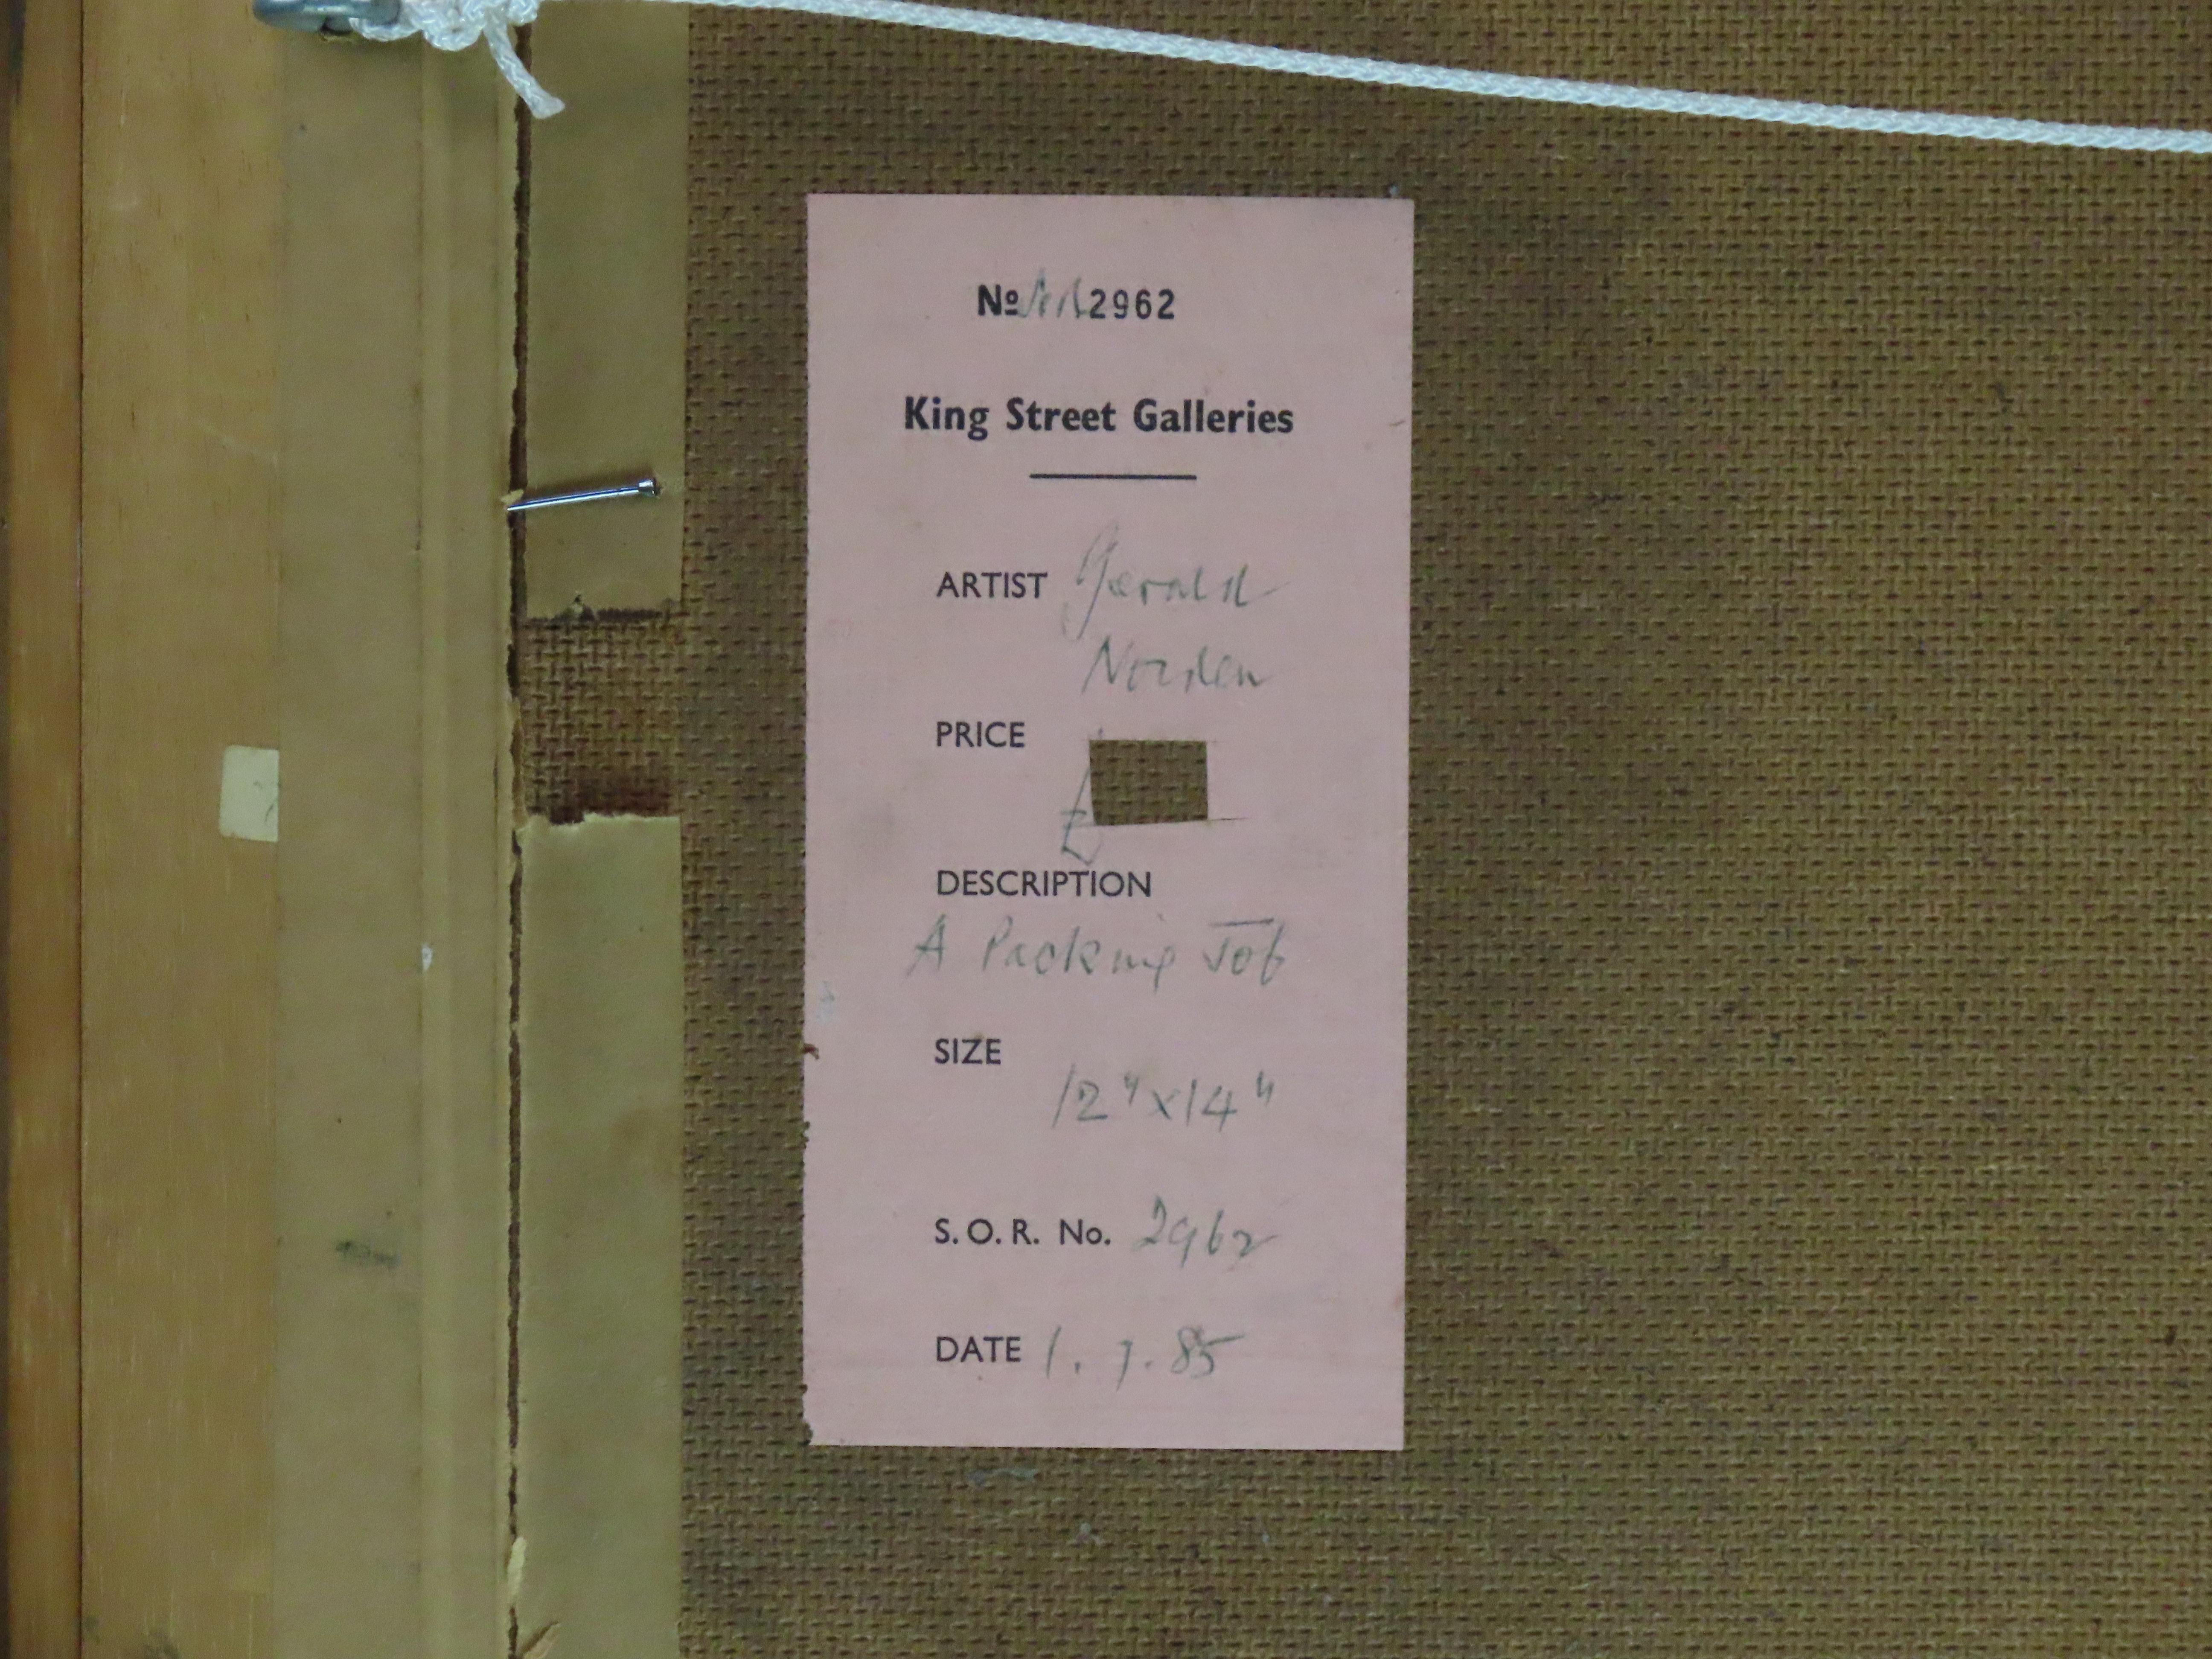 Nº 2962
King Street Galleries
ARTIST Gerald
Norden
PRICE
£
DESCRIPTION
A Packing Job
SIZE
12" x 14"
S. O. R. No. 2962
DATE 1. 7. 85